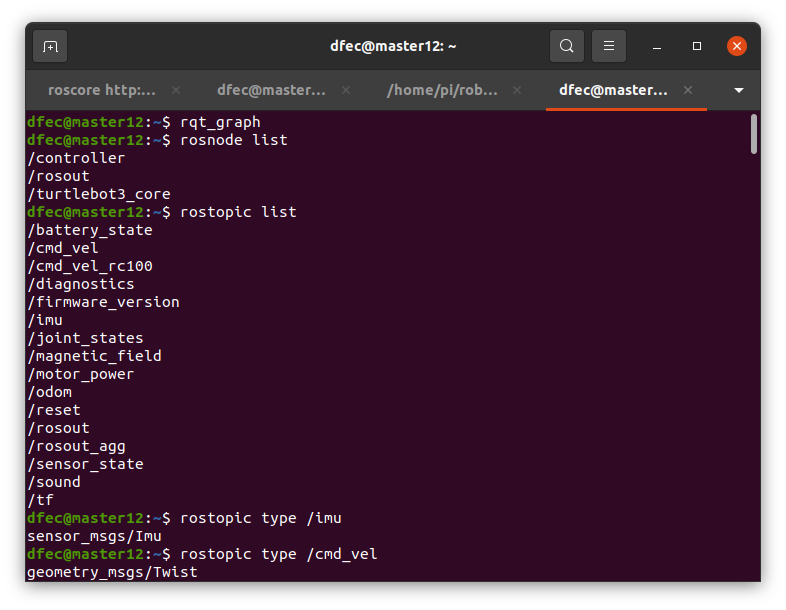 dfec@master12: ~
roscore http:... dfec@master... /home/pi/rob... dfec@master...
dfec@master12:~$ rqt_graph
dfec@master12:~$ rosnode list
/controller
/rosout
/turtlebot3_core
dfec@master12:~$ rostopic list
/battery_state
/cmd_vel
/cmd_vel_rc100
/diagnostics
/firmware_version
/imu
/joint_states
/magnetic_field
/motor_power
/odom
/reset
/rosout
/rosout_agg
/sensor_state
/sound
/tf
dfec@master12:~$ rostopic type /imu
sensor_msgs/Imu
dfec@master12:~$ rostopic type /cmd_vel
geometry_msgs/Twist